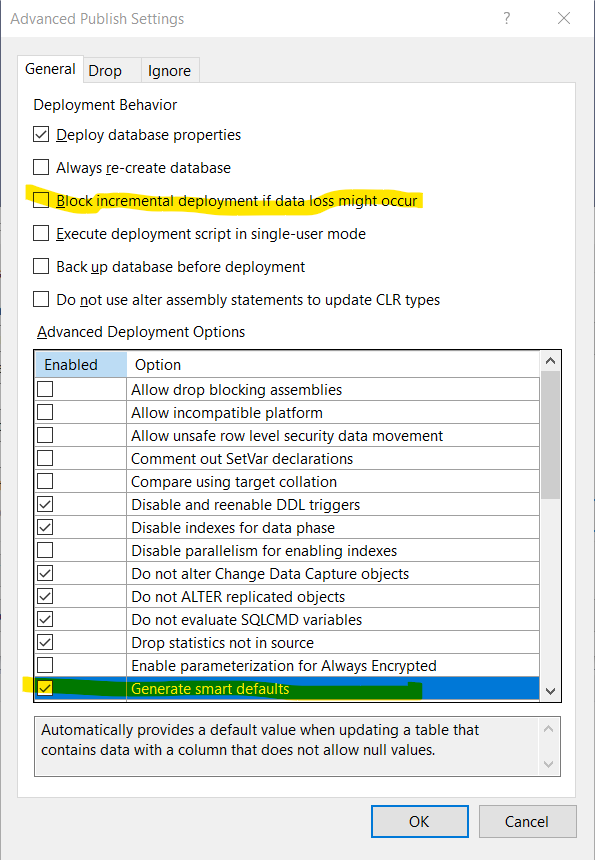 Advanced Publish Settings ?
General Drop Ignore
Deployment Behavior
Deploy database properties
Always re-create database
Block incremental deployment if data loss might occur
Execute deployment script in single-user mode
Back up database before deployment
Do not use alter assembly statements to update CLR types
Advanced Deployment Options
Enabled Option
Allow drop blocking assemblies
Allow incompatible platform
Allow unsafe row level security data movement
Comment out SetVar declarations
Compare using target collation
Disable and reenable DDL triggers
Disable indexes for data phase
Disable parallelism for enabling indexes
Do not alter Change Data Capture objects
Do not ALTER replicated objects
Do not evaluate SQLCMD variables
Drop statistics not in source
Enable parameterization for Always Encrypted
Generate smart defaults
Automatically provides a default value when updating a table that
contains data with a column that does not allow null values.
OK Cancel